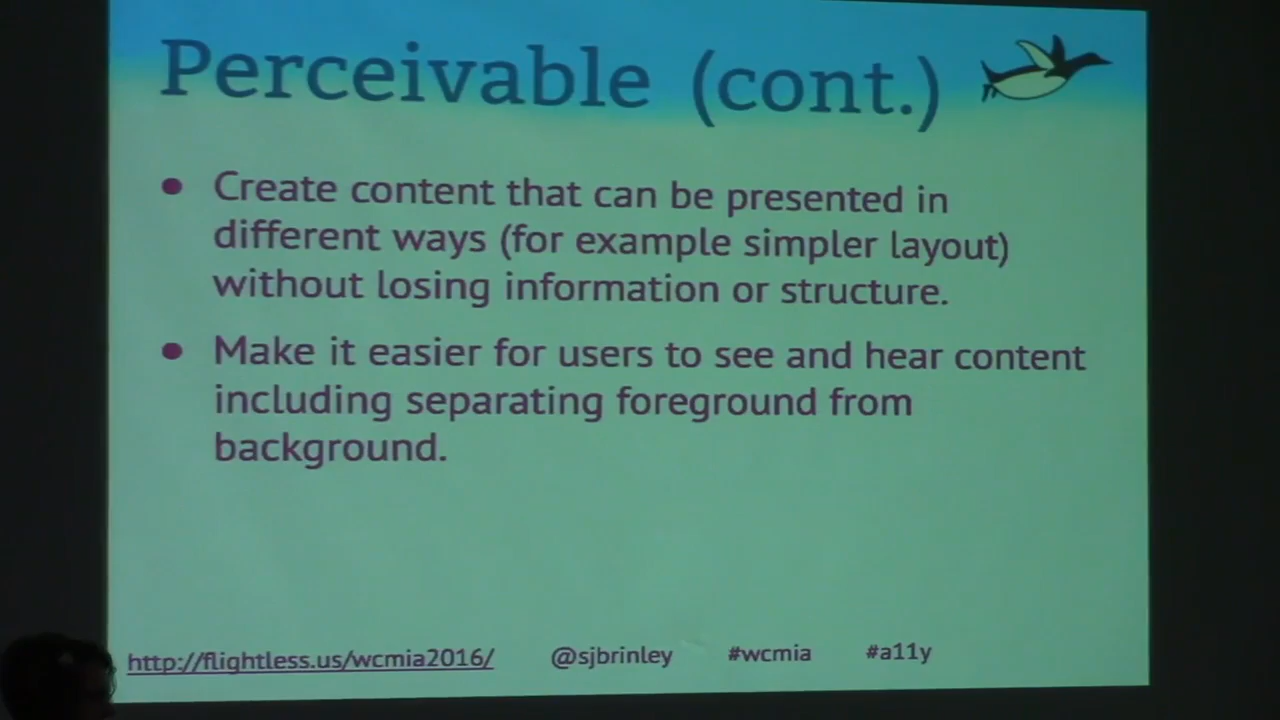 Perceivable (cont.)
• Create content that can be presented in
different ways (for example simpler layout)
without losing information or structure.
• Make it easier for users to see and hear content
including separating foreground from
background.
http://flightless.us/wcmia2016/ @sjbrinley #wcmia #a11y